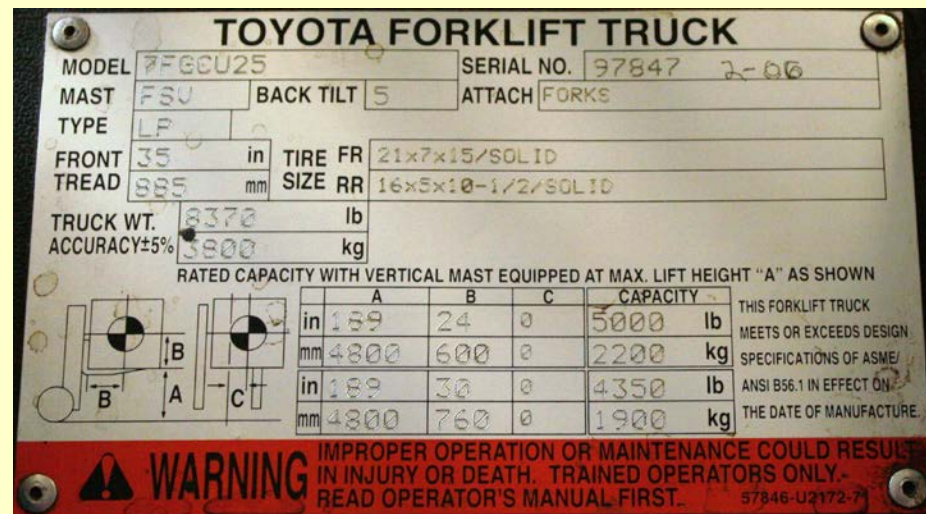 TOYOTA FORKLIFT TRUCK
MODEL 7FGCU25 SERIAL NO. 97847 2-06
MAST FSV BACK TILT 5 ATTACH FORKS
TYPE LP
FRONT TREAD 35 in 885 mm
TIRE SIZE FR 21x7x15/SOLID
RR 16x5x10-1/2/SOLID
TRUCK WT. 8370 lb
ACCURACY±5% 3800 kg
RATED CAPACITY WITH VERTICAL MAST EQUIPPED AT MAX. LIFT HEIGHT "A" AS SHOWN
A B C CAPACITY
in 189 24 0 5000 lb
mm 4800 600 0 2200 kg
in 189 30 0 4350 lb
mm 4800 760 0 1900 kg
B
B A C
THIS FORKLIFT TRUCK
MEETS OR EXCEEDS DESIGN
SPECIFICATIONS OF ASME/
ANSI B56.1 IN EFFECT ON
THE DATE OF MANUFACTURE.
WARNING
IMPROPER OPERATION OR MAINTENANCE COULD RESULT
IN INJURY OR DEATH. TRAINED OPERATORS ONLY.
READ OPERATOR'S MANUAL FIRST. 57846-U2172-71